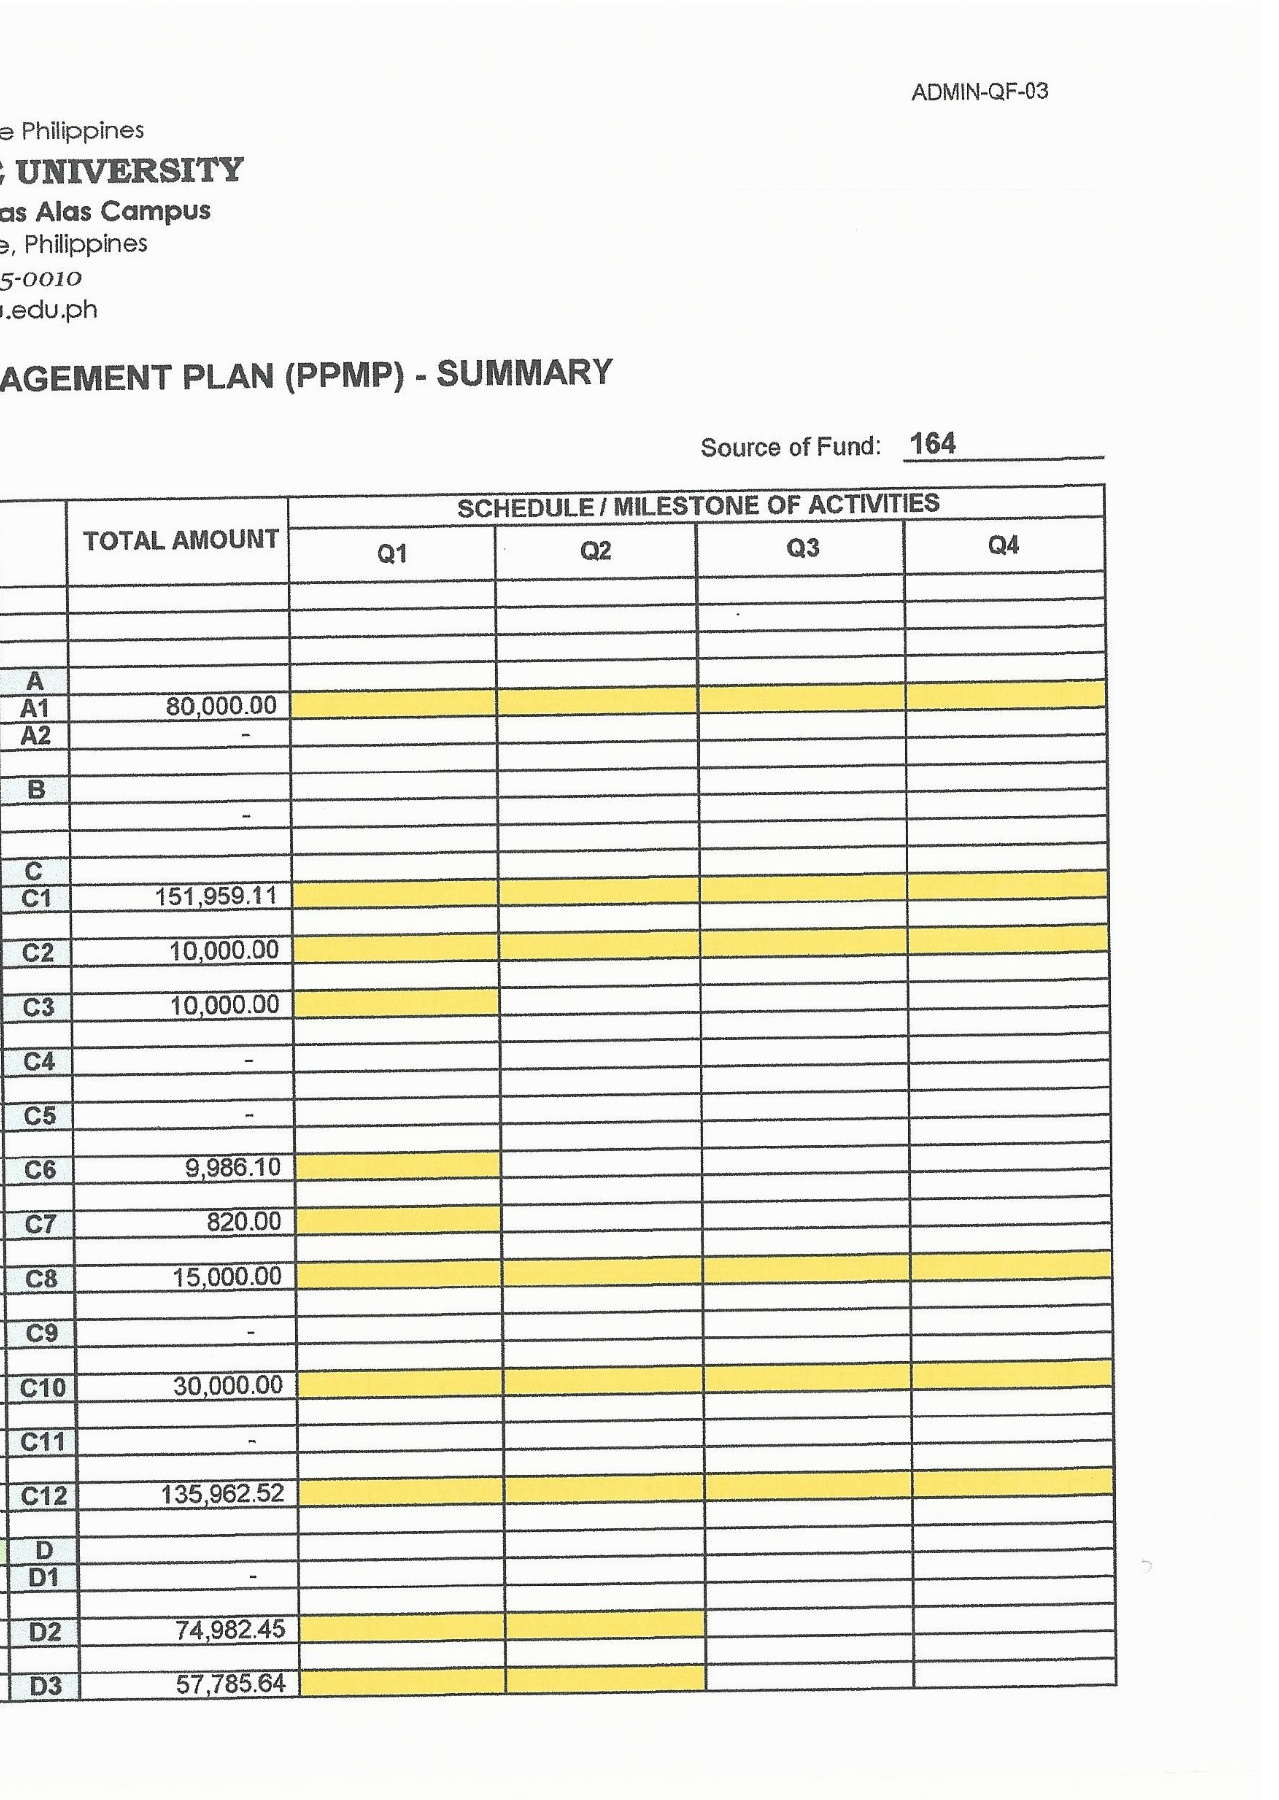 ADMIN-QF-03
e Philippines
UNIVERSITY
as Alas Campus
e, Philippines
5-0010
.edu.ph
AGEMENT PLAN (PPMP) - SUMMARY
Source of Fund: 164
TOTAL AMOUNT SCHEDULE / MILESTONE OF ACTIVITIES
Q1 Q2 Q3 Q4
A
A1 80,000.00
A2 -
B
-
C
C1 151,959.11
C2 10,000.00
C3 10,000.00
C4 -
C5 -
C6 9,986.10
C7 820.00
C8 15,000.00
C9 -
C10 30,000.00
C11 -
C12 135,962.52
D
D1 -
D2 74,982.45
D3 57,785.64